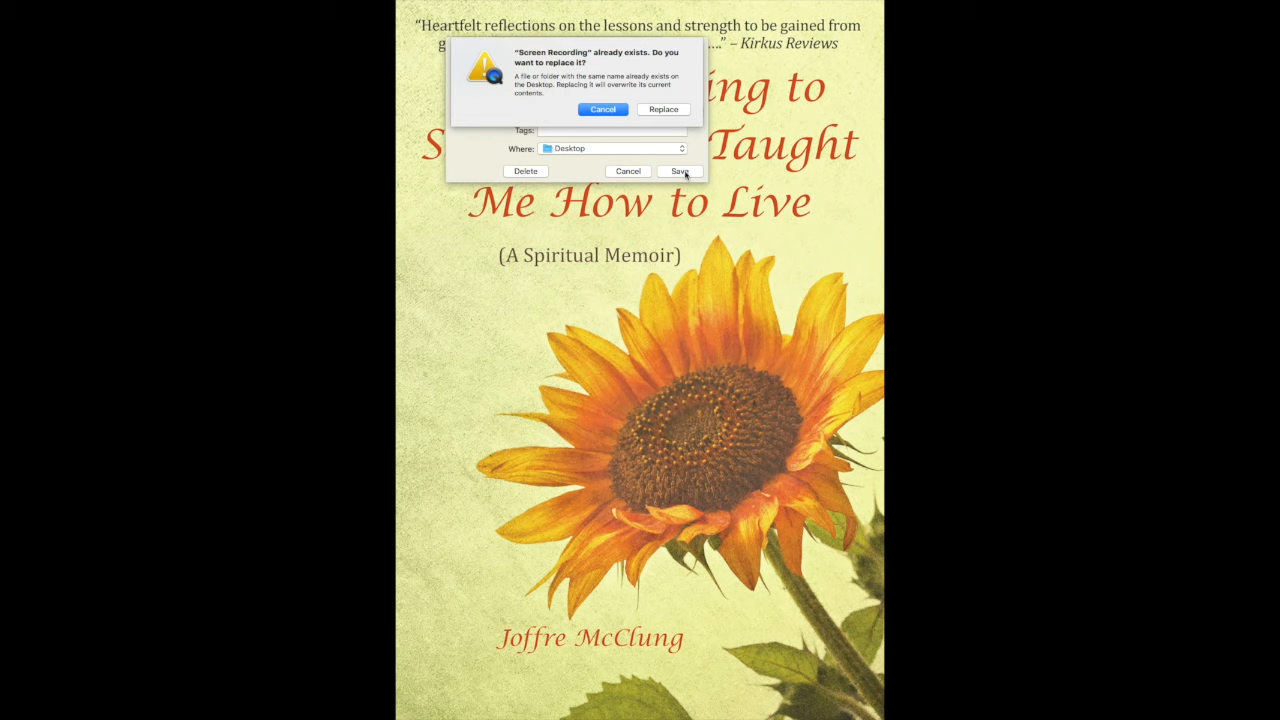 “Heartfelt reflections on the lessons and strength to be gained from
….” – Kirkus Reviews
“Screen Recording” already exists. Do you
want to replace it?
A file or folder with the same name already exists on
the Desktop. Replacing it will overwrite its current
contents.
Cancel Replace
ing to
Tags:
S Taught
Where: Desktop
Delete Cancel Save
Me How to Live
(A Spiritual Memoir)
Joffre McClung